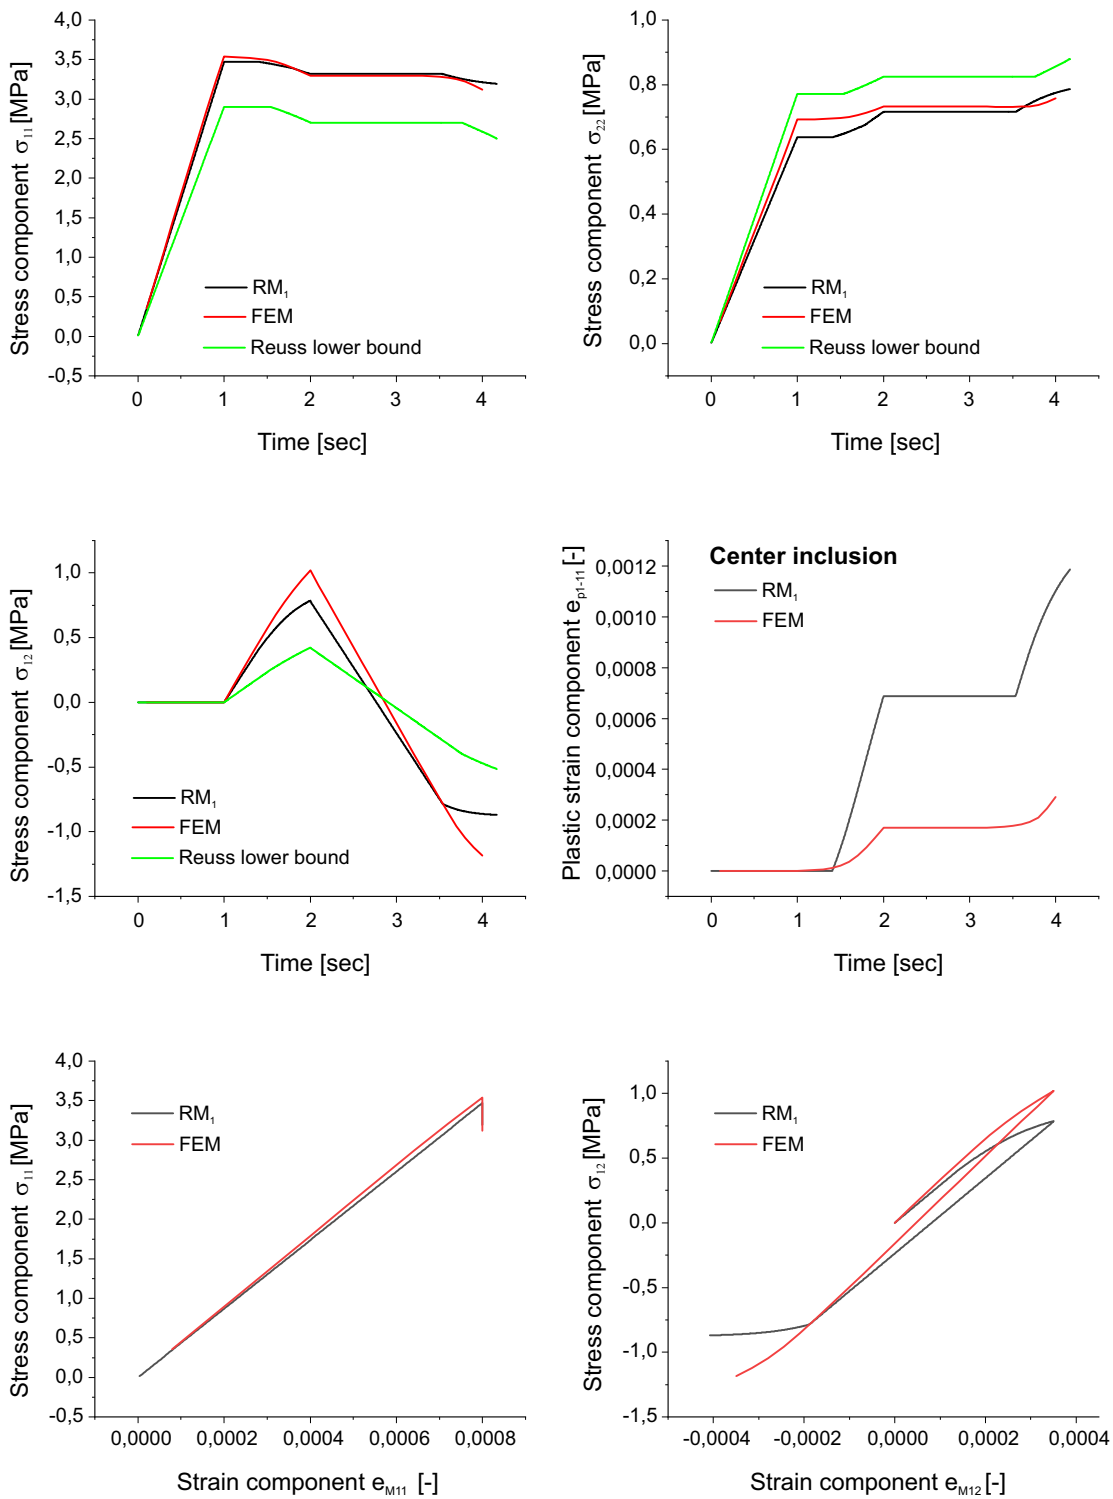 Stress component σ11 [MPa]
4,0
3,5
3,0
2,5
2,0
1,5
1,0
0,5
0,0
-0,5
RM1
FEM
Reuss lower bound
0 1 2 3 4
Time [sec]
Stress component σ22 [MPa]
1,0
0,8
0,6
0,4
0,2
0,0
RM1
FEM
Reuss lower bound
0 1 2 3 4
Time [sec]
Stress component σ12 [MPa]
1,0
0,5
0,0
-0,5
-1,0
-1,5
RM1
FEM
Reuss lower bound
0 1 2 3 4
Time [sec]
Plastic strain component ep1-11 [-]
0,0012
0,0010
0,0008
0,0006
0,0004
0,0002
0,0000
Center inclusion
RM1
FEM
0 1 2 3 4
Time [sec]
Stress component σ11 [MPa]
4,0
3,5
3,0
2,5
2,0
1,5
1,0
0,5
0,0
-0,5
RM1
FEM
0,0000 0,0002 0,0004 0,0006 0,0008
Strain component eM11 [-]
Stress component σ12 [MPa]
1,0
0,5
0,0
-0,5
-1,0
-1,5
RM1
FEM
-0,0004 -0,0002 0,0000 0,0002 0,0004
Strain component eM12 [-]